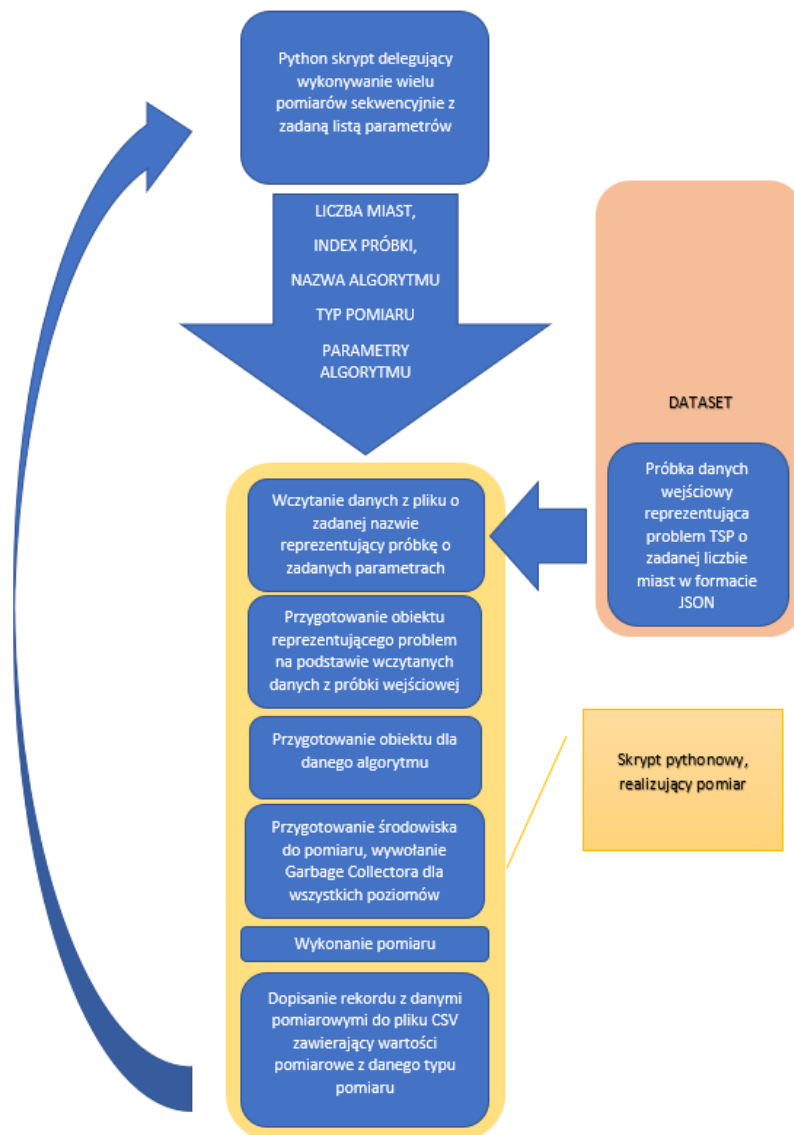 Python skrypt delegujący
wykonywanie wielu
pomiarów sekwencyjnie z
zadaną listą parametrów
LICZBA MIAST,
INDEX PRÓBKI,
NAZWA ALGORYTMU
TYP POMIARU
PARAMETRY
ALGORYTMU
DATASET
Próbka danych
wejściowy
reprezentująca
problem TSP o
zadanej liczbie
miast w formacie
JSON
Wczytanie danych z pliku o
zadanej nazwie
reprezentujący próbkę o
zadanych parametrach
Przygotowanie obiektu
reprezentującego problem
na podstawie wczytanych
danych z próbki wejściowej
Przygotowanie obiektu dla
danego algorytmu
Skrypt pythonowy,
realizujący pomiar
Przygotowanie środowiska
do pomiaru, wywołanie
Garbage Collectora dla
wszystkich poziomów
Wykonanie pomiaru
Dopisanie rekordu z danymi
pomiarowymi do pliku CSV
zawierający wartości
pomiarowe z danego typu
pomiaru